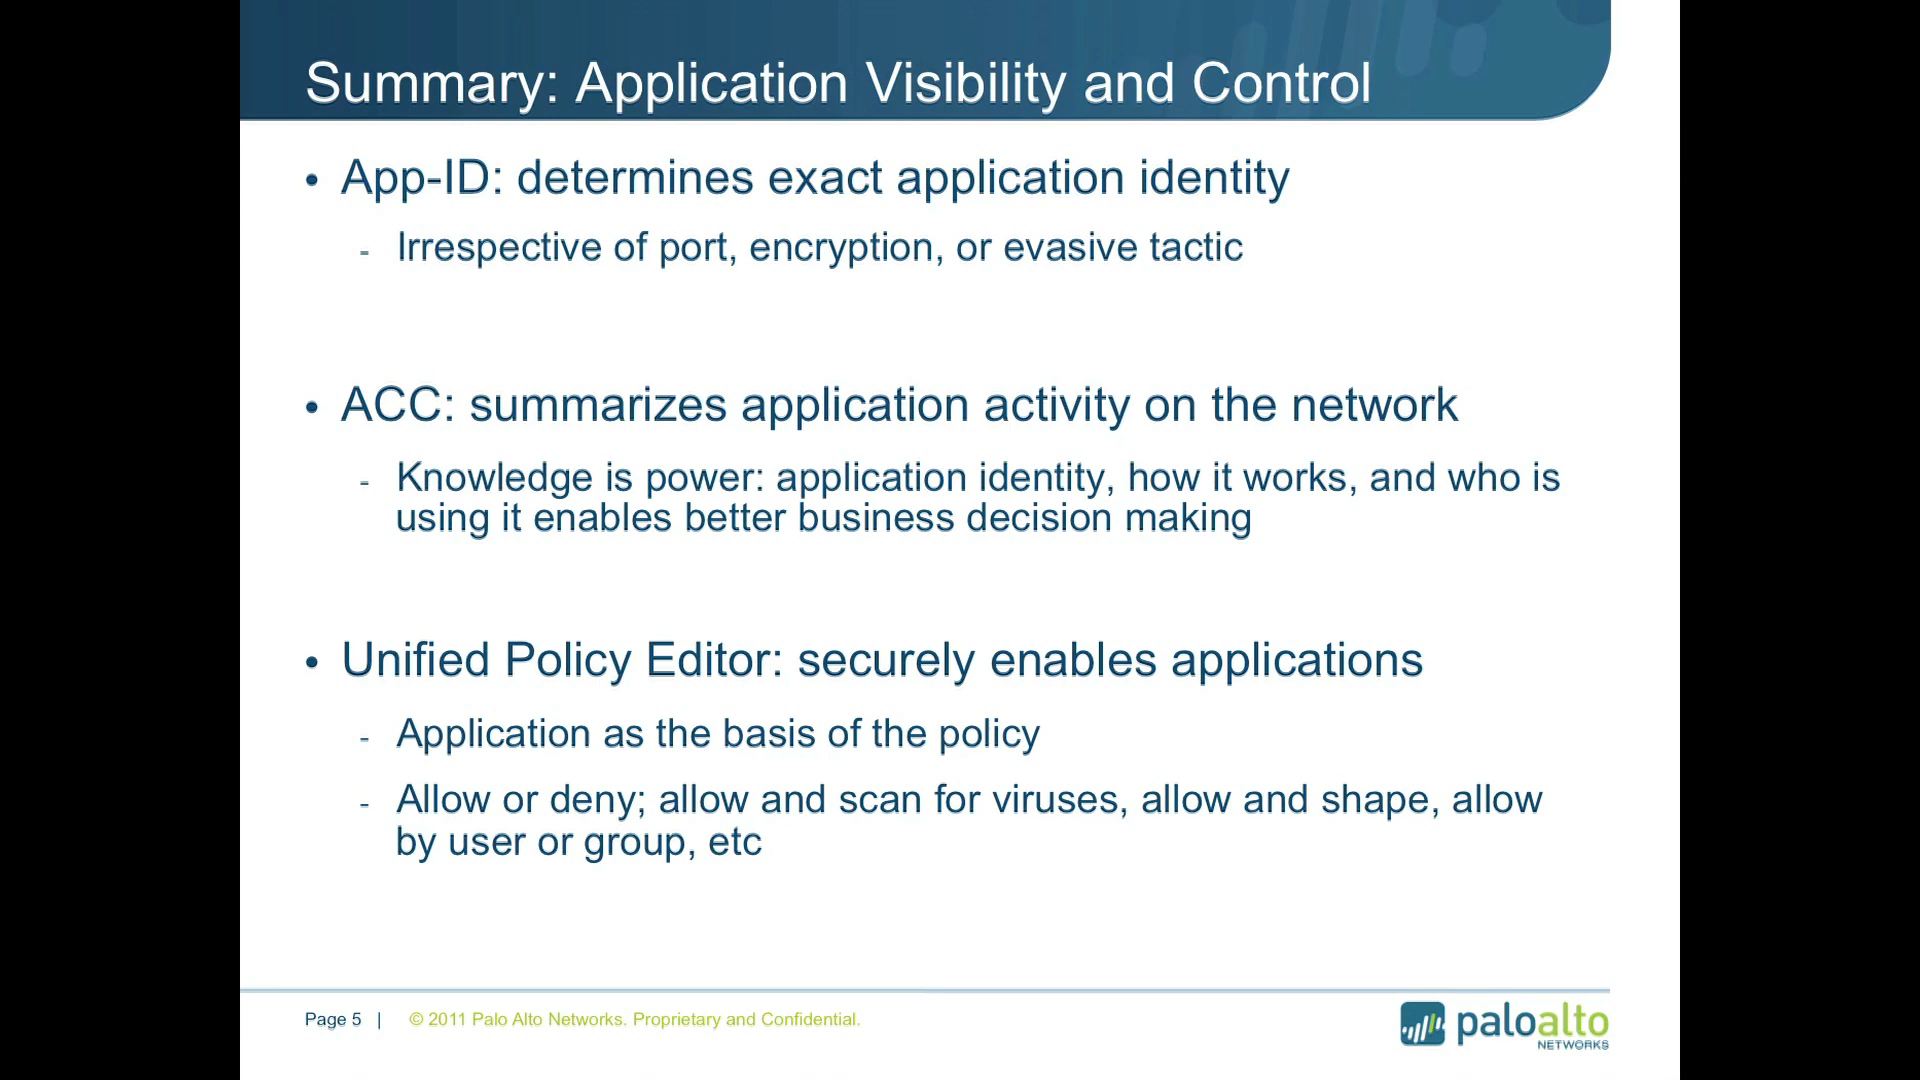 Summary: Application Visibility and Control
• App-ID: determines exact application identity
- Irrespective of port, encryption, or evasive tactic
• ACC: summarizes application activity on the network
- Knowledge is power: application identity, how it works, and who is
using it enables better business decision making
• Unified Policy Editor: securely enables applications
- Application as the basis of the policy
- Allow or deny; allow and scan for viruses, allow and shape, allow
by user or group, etc
Page 5 | © 2011 Palo Alto Networks. Proprietary and Confidential.
paloalto
NETWORKS